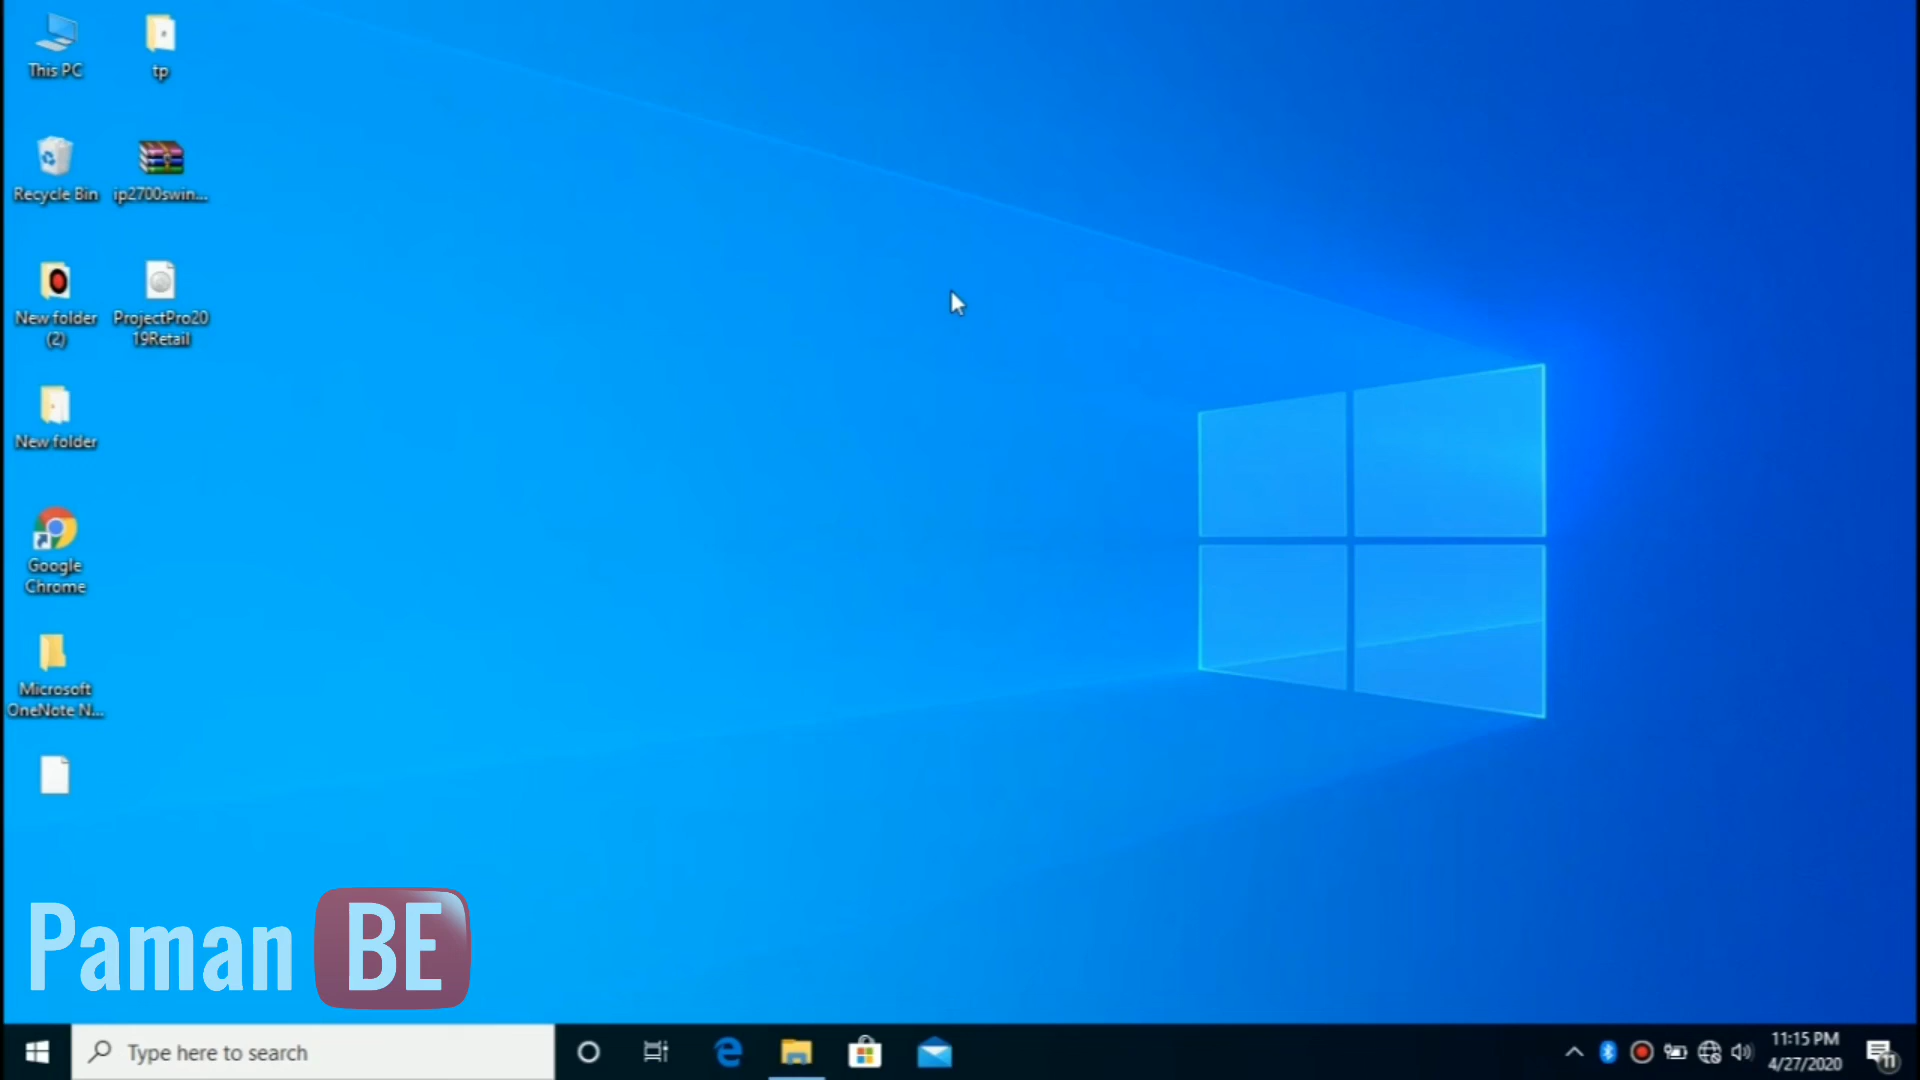 This PC
tp
Recycle Bin
ip2700swin...
New folder
(2)
ProjectPro20
19Retail
New folder
Google
Chrome
Microsoft
OneNote N...
Paman BE
Type here to search
11:15 PM
4/27/2020
11